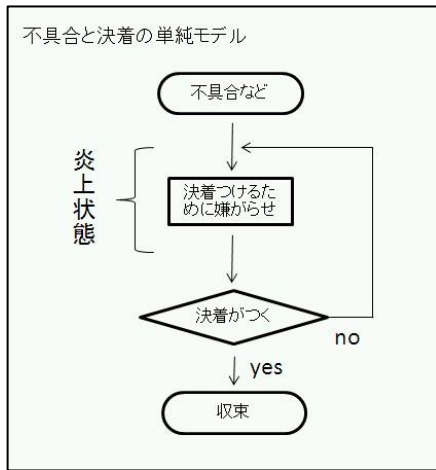 不具合と決着の単純モデル
不具合など
炎上状態
決着つけるた
めに嫌がらせ
決着がつく
no
yes
収束